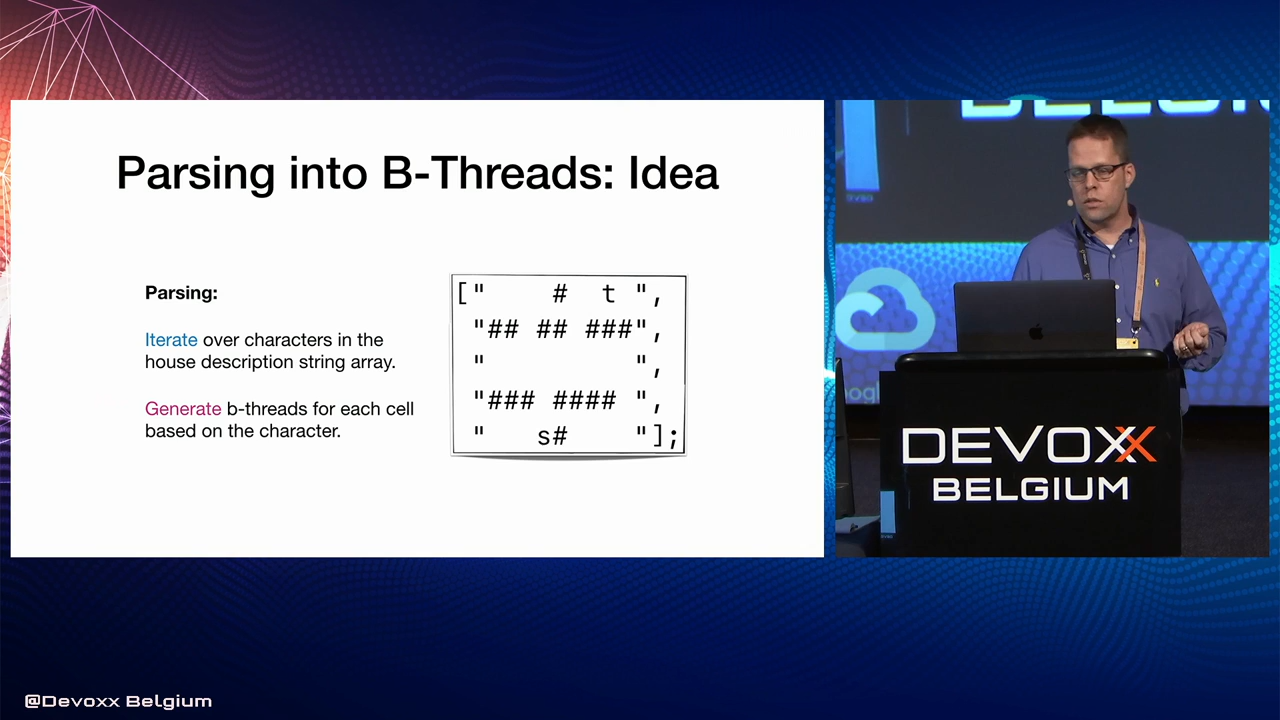 Parsing into B-Threads: Idea
Parsing:
Iterate over characters in the
house description string array.
Generate b-threads for each cell
based on the character.
["    #  t ",
"## ## ###",
"         ",
"### #### ",
"   s#    "];
DEVOXX
BELGIUM
@Devoxx Belgium